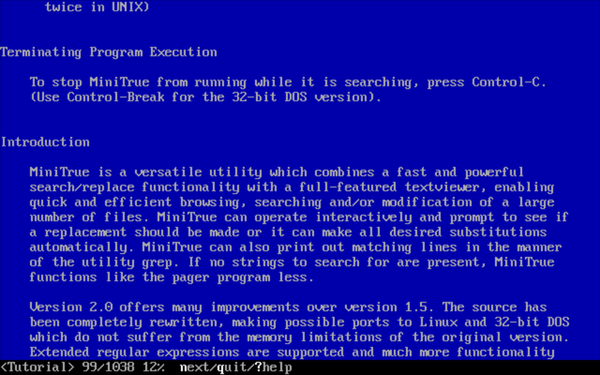 twice in UNIX)
Terminating Program Execution
To stop MiniTrue from running while it is searching, press Control-C.
(Use Control-Break for the 32-bit DOS version).
Introduction
MiniTrue is a versatile utility which combines a fast and powerful
search/replace functionality with a full-featured textviewer, enabling
quick and efficient browsing, searching and/or modification of a large
number of files. MiniTrue can operate interactively and prompt to see if
a replacement should be made or it can make all desired substitutions
automatically. MiniTrue can also print out matching lines in the manner
of the utility grep. If no strings to search for are present, MiniTrue
functions like the pager program less.
Version 2.0 offers many improvements over version 1.5. The source has
been completely rewritten, making possible ports to Linux and 32-bit DOS
which do not suffer from the memory limitations of the original version.
Extended regular expressions are supported and much more functionality
<Tutorial> 99/1038 12% next/quit/?help